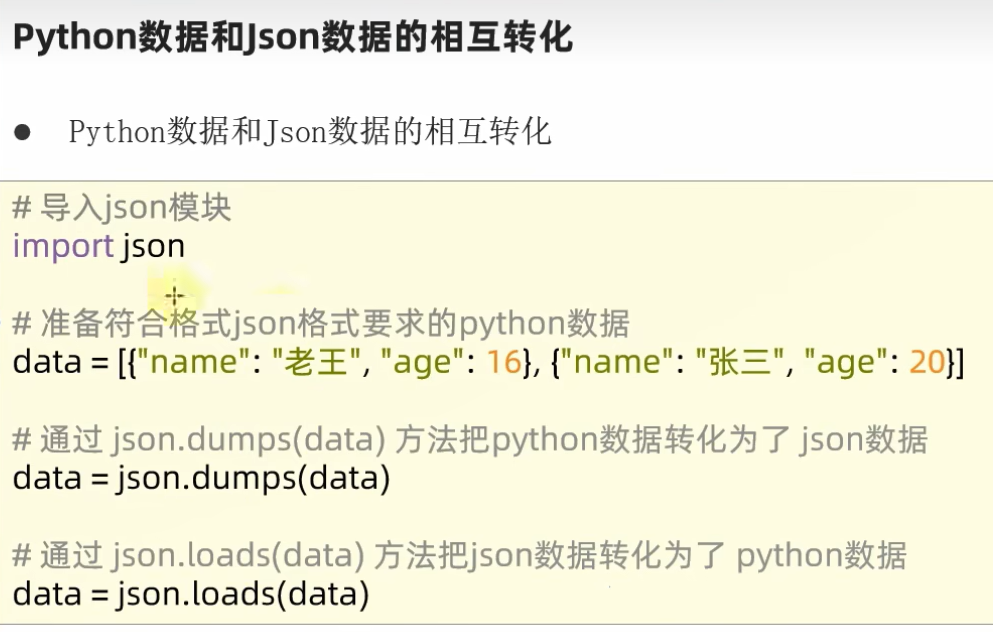 Python数据和Json数据的相互转化
● Python数据和Json数据的相互转化
# 导入json模块
import json
# 准备符合格式json格式要求的python数据
data = [{"name": "老王", "age": 16}, {"name": "张三", "age": 20}]
# 通过 json.dumps(data) 方法把python数据转化为了 json数据
data = json.dumps(data)
# 通过 json.loads(data) 方法把json数据转化为了 python数据
data = json.loads(data)